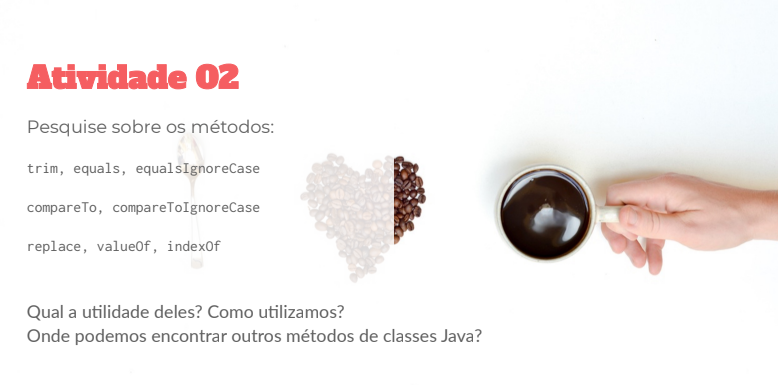 Atividade 02
Pesquise sobre os métodos:
trim, equals, equalsIgnoreCase
compareTo, compareToIgnoreCase
replace, valueOf, indexOf
Qual a utilidade deles? Como utilizamos?
Onde podemos encontrar outros métodos de classes Java?